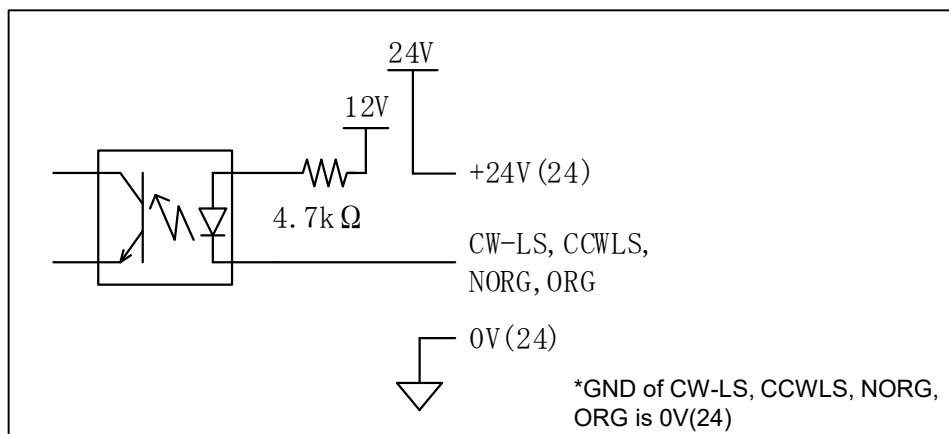 24V
12V
+24V(24)
4.7kΩ
CW-LS, CCWLS,
NORG, ORG
0V(24)
*GND of CW-LS, CCWLS, NORG,
ORG is 0V(24)